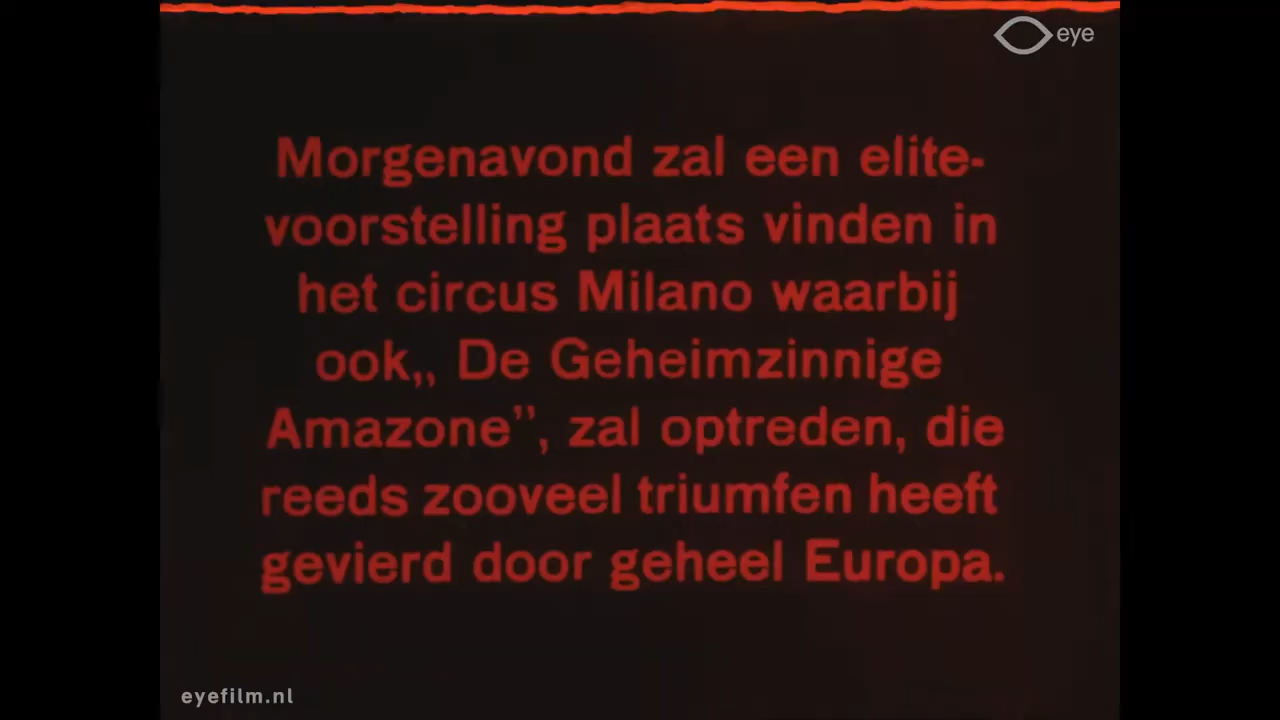 eye
Morgenavond zal een elite-
voorstelling plaats vinden in
het circus Milano waarbij
ook,, De Geheimzinnige
Amazone”, zal optreden, die
reeds zooveel triumfen heeft
gevierd door geheel Europa.
eyefilm.nl